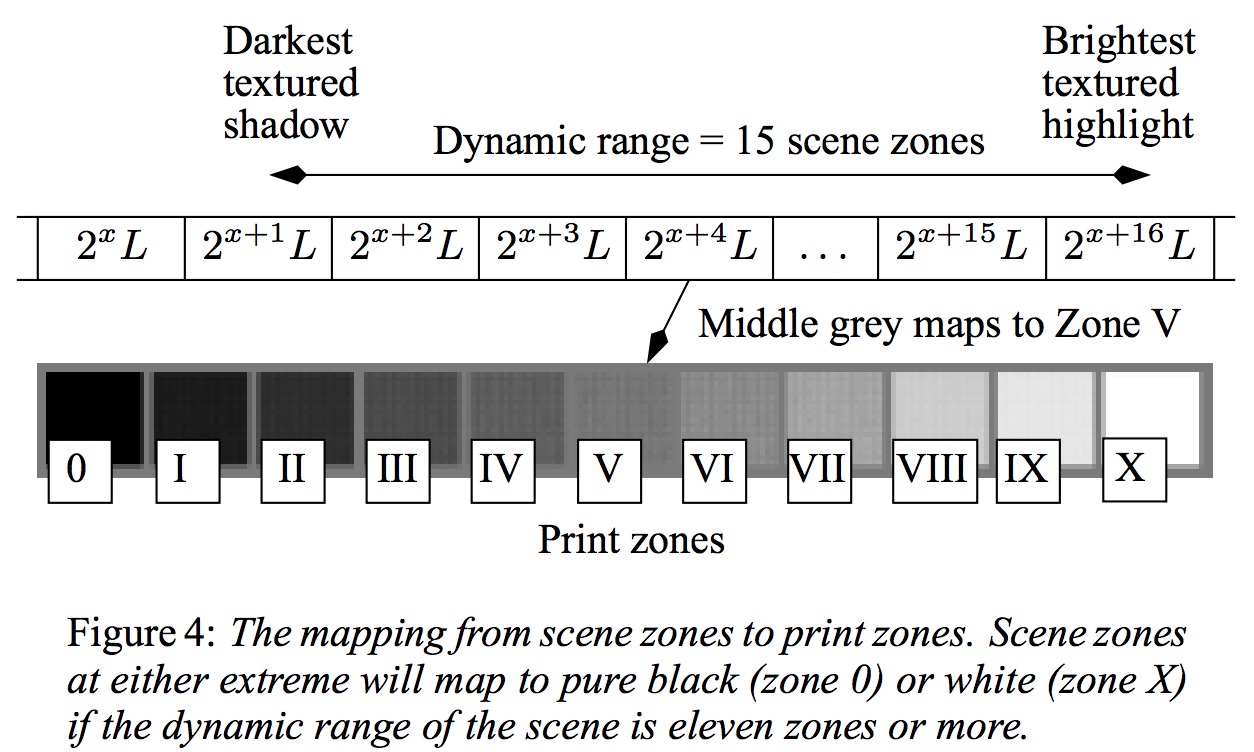 Darkest
textured
shadow
Brightest
textured
highlight
Dynamic range = 15 scene zones
2^x L 2^{x+1} L 2^{x+2} L 2^{x+3} L 2^{x+4} L ... 2^{x+15} L 2^{x+16} L
Middle grey maps to Zone V
0 I II III IV V VI VII VIII IX X
Print zones
Figure 4: The mapping from scene zones to print zones. Scene zones
at either extreme will map to pure black (zone 0) or white (zone X)
if the dynamic range of the scene is eleven zones or more.